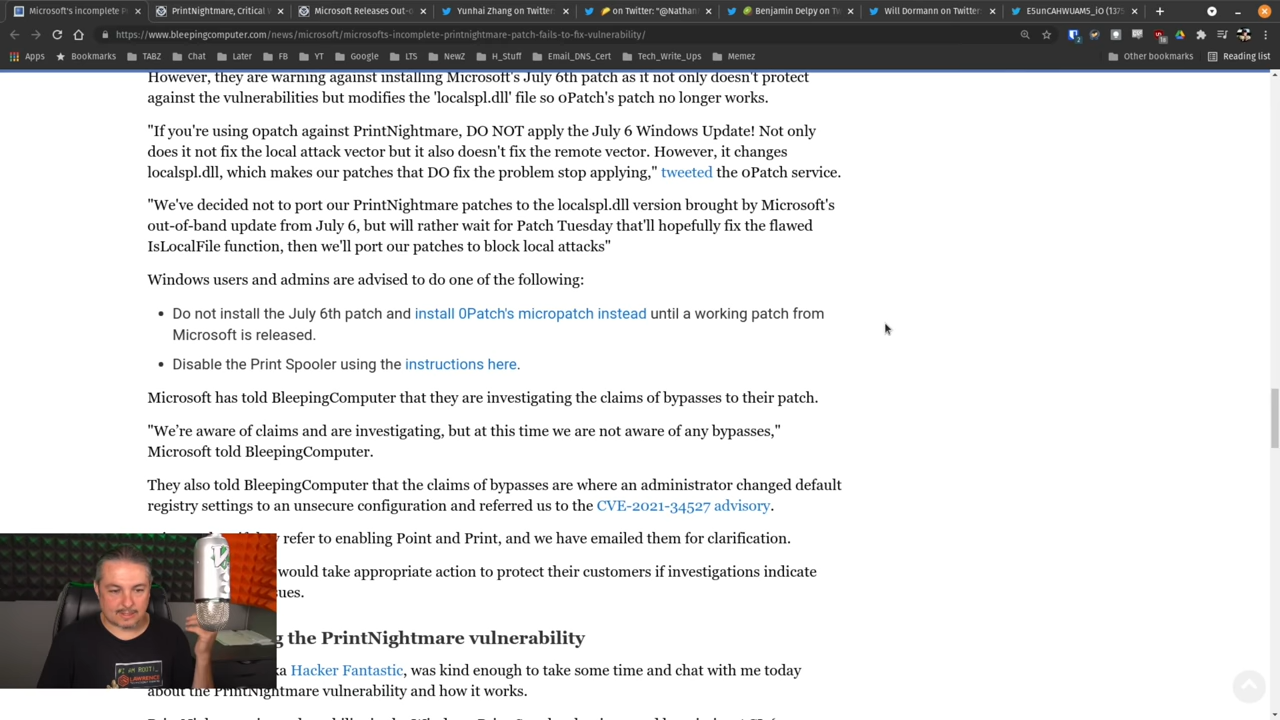 Microsoft's incomplete P
PrintNightmare, Critical
Microsoft Releases Out-o
Yunhai Zhang on Twitter:
on Twitter: "@Nathan
Benjamin Delpy on Tw
Will Dormann on Twitter:
E5unCAHWUAM5_iO (137
https://www.bleepingcomputer.com/news/microsoft/microsofts-incomplete-printnightmare-patch-fails-to-fix-vulnerability/
Apps Bookmarks TABZ Chat Later FB YT Google LTS NewZ H_Stuff Email_DNS_Cert Tech_Write_Ups Memez Other bookmarks Reading list
However, they are warning against installing Microsoft's July 6th patch as it not only doesn't protect
against the vulnerabilities but modifies the 'localspl.dll' file so 0Patch's patch no longer works.
"If you're using 0patch against PrintNightmare, DO NOT apply the July 6 Windows Update! Not only
does it not fix the local attack vector but it also doesn't fix the remote vector. However, it changes
localspl.dll, which makes our patches that DO fix the problem stop applying," tweeted the 0Patch service.
"We've decided not to port our PrintNightmare patches to the localspl.dll version brought by Microsoft's
out-of-band update from July 6, but will rather wait for Patch Tuesday that'll hopefully fix the flawed
IsLocalFile function, then we'll port our patches to block local attacks"
Windows users and admins are advised to do one of the following:
• Do not install the July 6th patch and install 0Patch's micropatch instead until a working patch from
Microsoft is released.
• Disable the Print Spooler using the instructions here.
Microsoft has told BleepingComputer that they are investigating the claims of bypasses to their patch.
"We're aware of claims and are investigating, but at this time we are not aware of any bypasses,"
Microsoft told BleepingComputer.
They also told BleepingComputer that the claims of bypasses are where an administrator changed default
registry settings to an unsecure configuration and referred us to the CVE-2021-34527 advisory.
refer to enabling Point and Print, and we have emailed them for clarification.
would take appropriate action to protect their customers if investigations indicate
ues.
g the PrintNightmare vulnerability
ka Hacker Fantastic, was kind enough to take some time and chat with me today
about the PrintNightmare vulnerability and how it works.
#I AM ROOT!
LAWRENCE